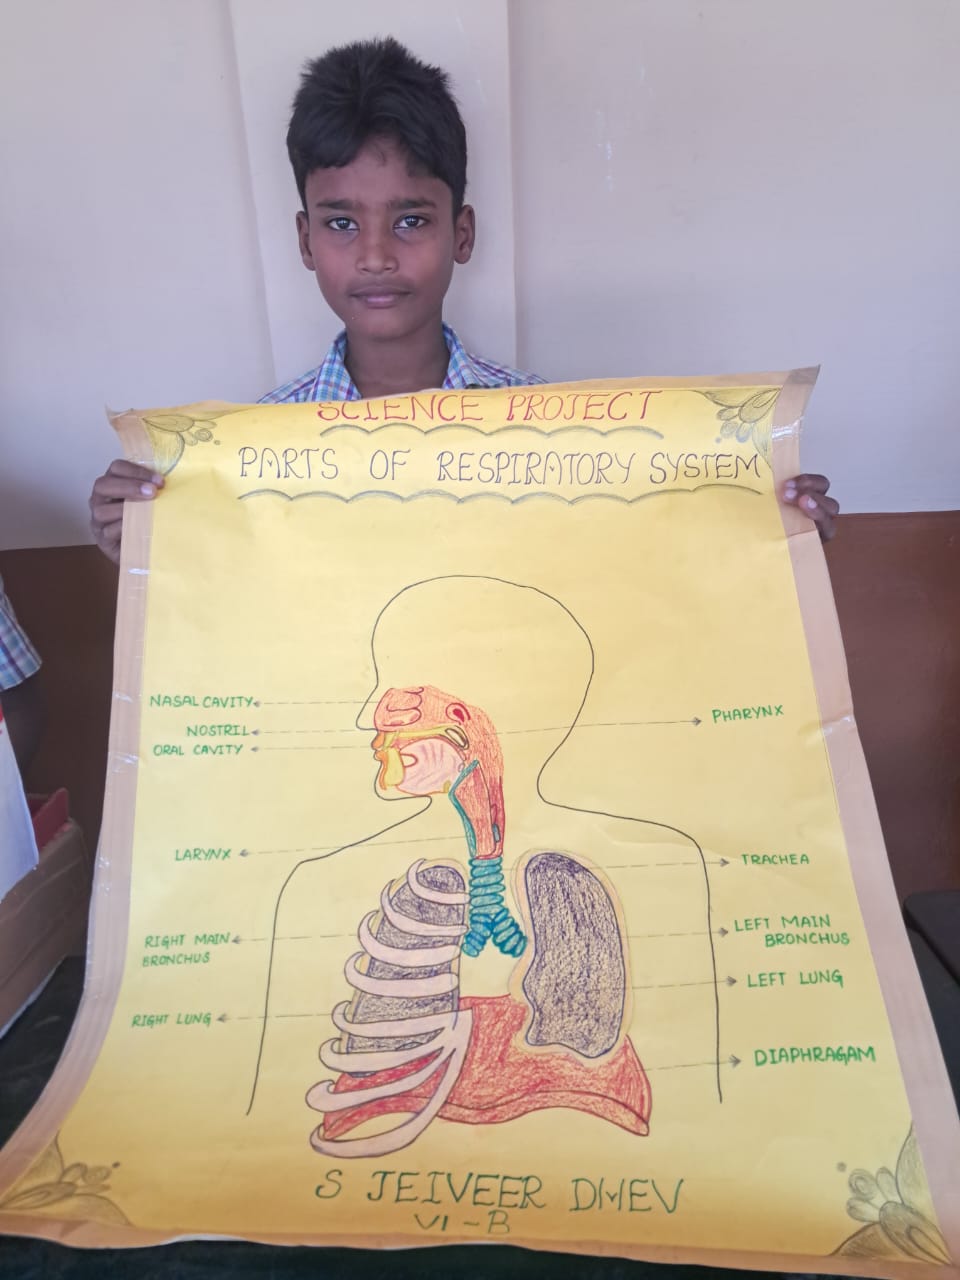 SCIENCE PROJECT
PARTS OF RESPIRATORY SYSTEM
NASAL CAVITY
NOSTRIL
ORAL CAVITY
PHARYNX
LARYNX
TRACHEA
RIGHT MAIN
BRONCHUS
LEFT MAIN
BRONCHUS
LEFT LUNG
RIGHT LUNG
DIAPHRAGAM
S JEIVEER DHEV
VI - B